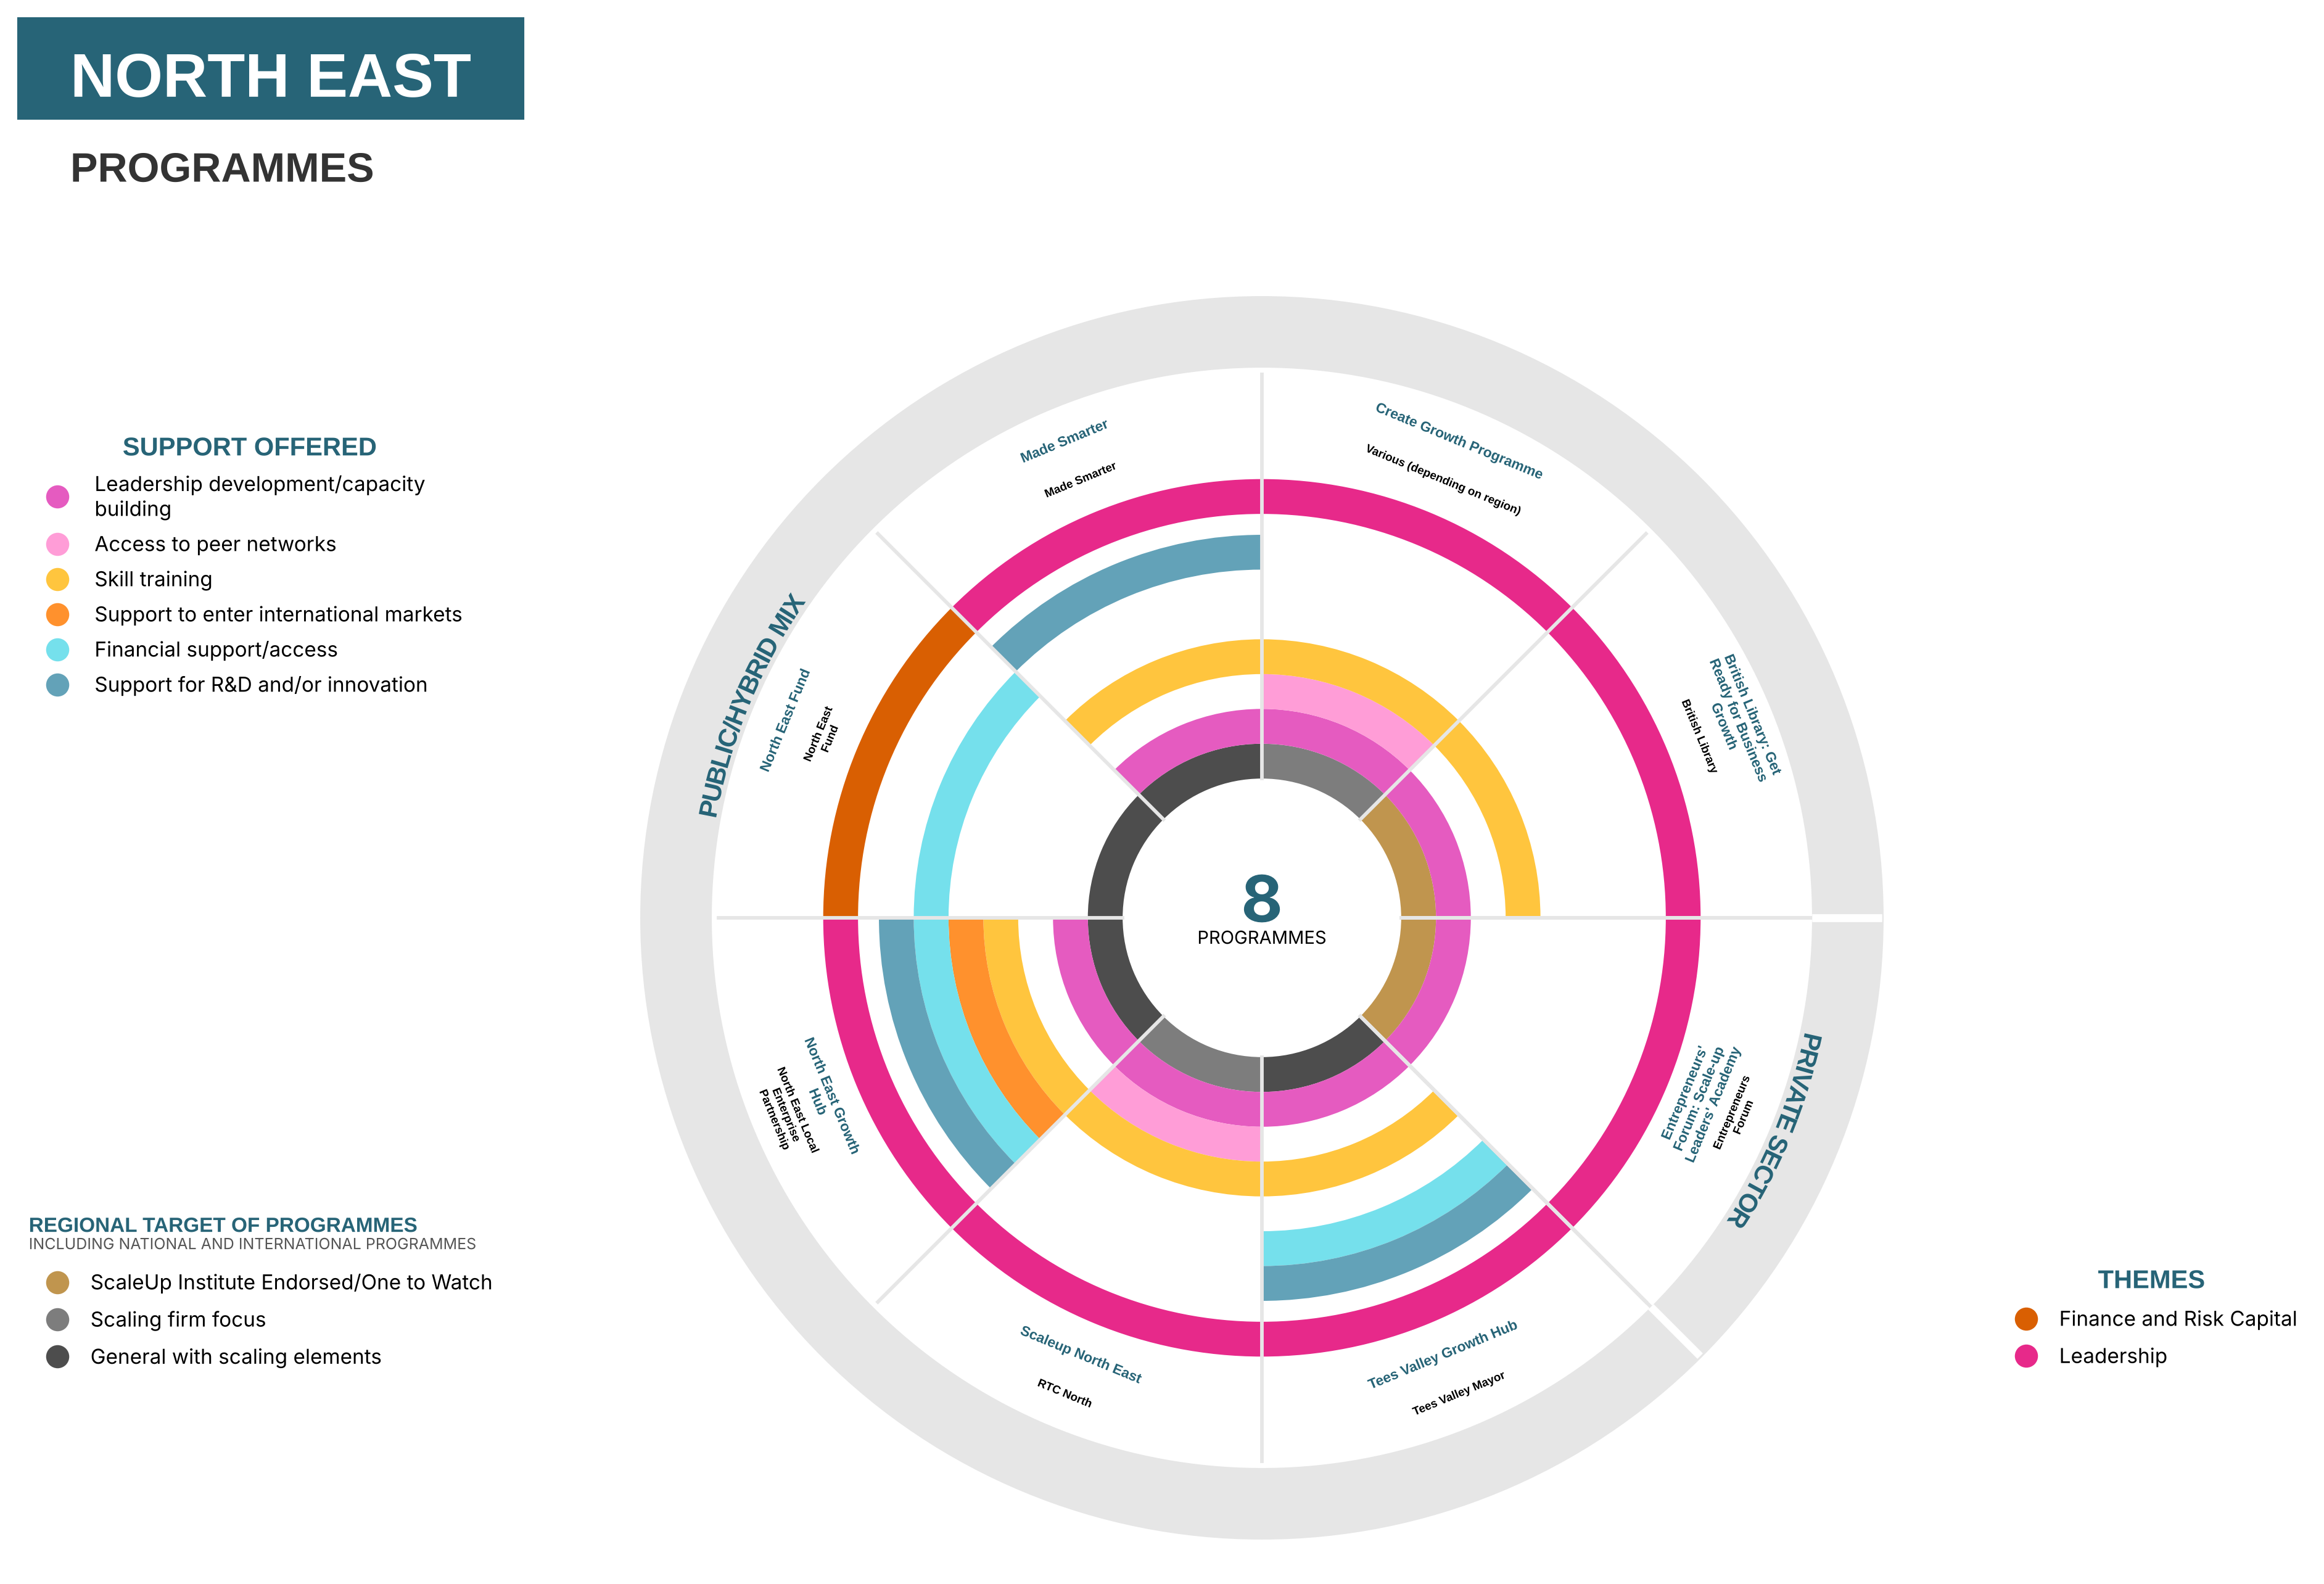 NORTH EAST
PROGRAMMES
SUPPORT OFFERED
Leadership development/capacity
building
Access to peer networks
Skill training
Support to enter international markets
Financial support/access
Support for R&D and/or innovation
REGIONAL TARGET OF PROGRAMMES
INCLUDING NATIONAL AND INTERNATIONAL PROGRAMMES
ScaleUp Institute Endorsed/One to Watch
Scaling firm focus
General with scaling elements
PUBLIC/HYBRID MIX
Made Smarter
Made Smarter
Create Growth Programme
Various (depending on region)
British Library: Get
Ready for Business
Growth
British Library
PRIVATE SECTOR
Entrepreneurs'
Forum: Scale-up
Leaders' Academy
Entrepreneurs
Forum
Tees Valley Growth Hub
Tees Valley Mayor
Scaleup North East
RTC North
North East Growth
Hub
North East Local
Enterprise
Partnership
North East Fund
North East
Fund
8
PROGRAMMES
THEMES
Finance and Risk Capital
Leadership